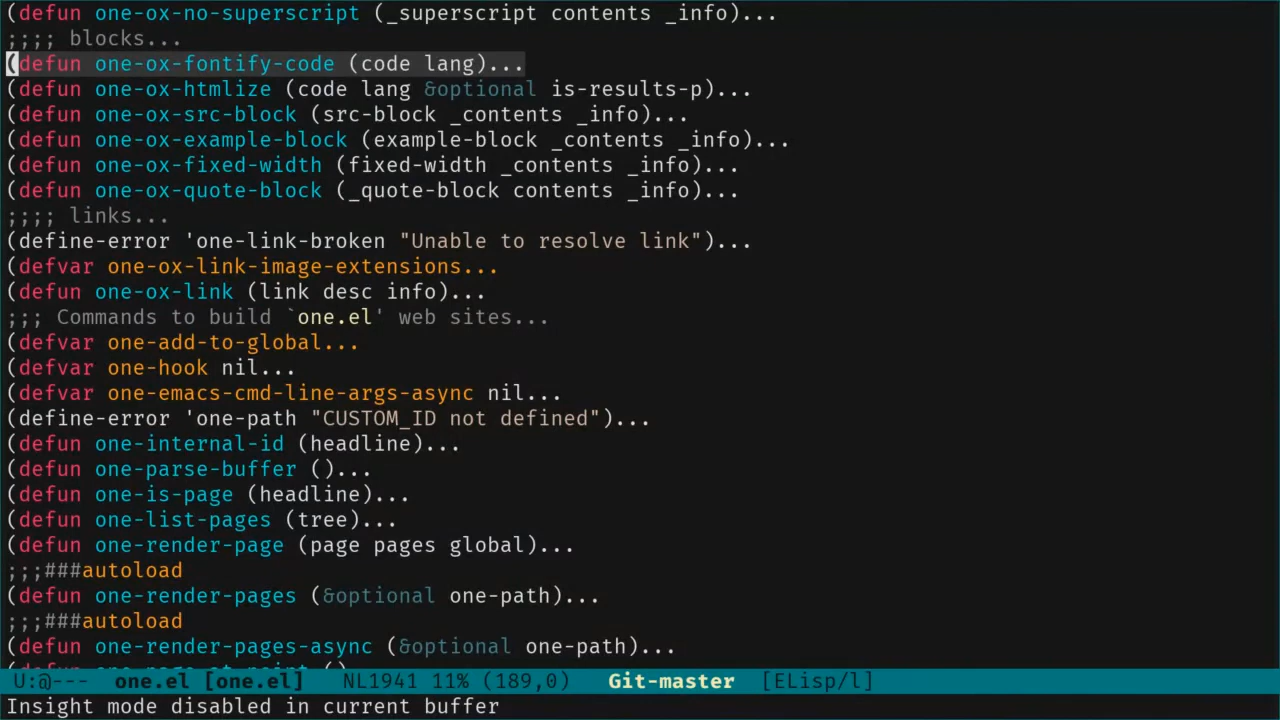 (defun one-ox-no-superscript (_superscript contents _info)...
;;;; blocks...
(defun one-ox-fontify-code (code lang)...
(defun one-ox-htmlize (code lang &optional is-results-p)...
(defun one-ox-src-block (src-block _contents _info)...
(defun one-ox-example-block (example-block _contents _info)...
(defun one-ox-fixed-width (fixed-width _contents _info)...
(defun one-ox-quote-block (_quote-block contents _info)...
;;;; links...
(define-error 'one-link-broken "Unable to resolve link")...
(defvar one-ox-link-image-extensions...
(defun one-ox-link (link desc info)...
;;; Commands to build `one.el' web sites...
(defvar one-add-to-global...
(defvar one-hook nil...
(defvar one-emacs-cmd-line-args-async nil...
(define-error 'one-path "CUSTOM_ID not defined")...
(defun one-internal-id (headline)...
(defun one-parse-buffer ()...
(defun one-is-page (headline)...
(defun one-list-pages (tree)...
(defun one-render-page (page pages global)...
;;;###autoload
(defun one-render-pages (&optional one-path)...
;;;###autoload
(defun one-render-pages-async (&optional one-path)...
(defun one-page-at-point ()
U:@--- one.el [one.el] NL1941 11% (189,0) Git-master [ELisp/l]
Insight mode disabled in current buffer